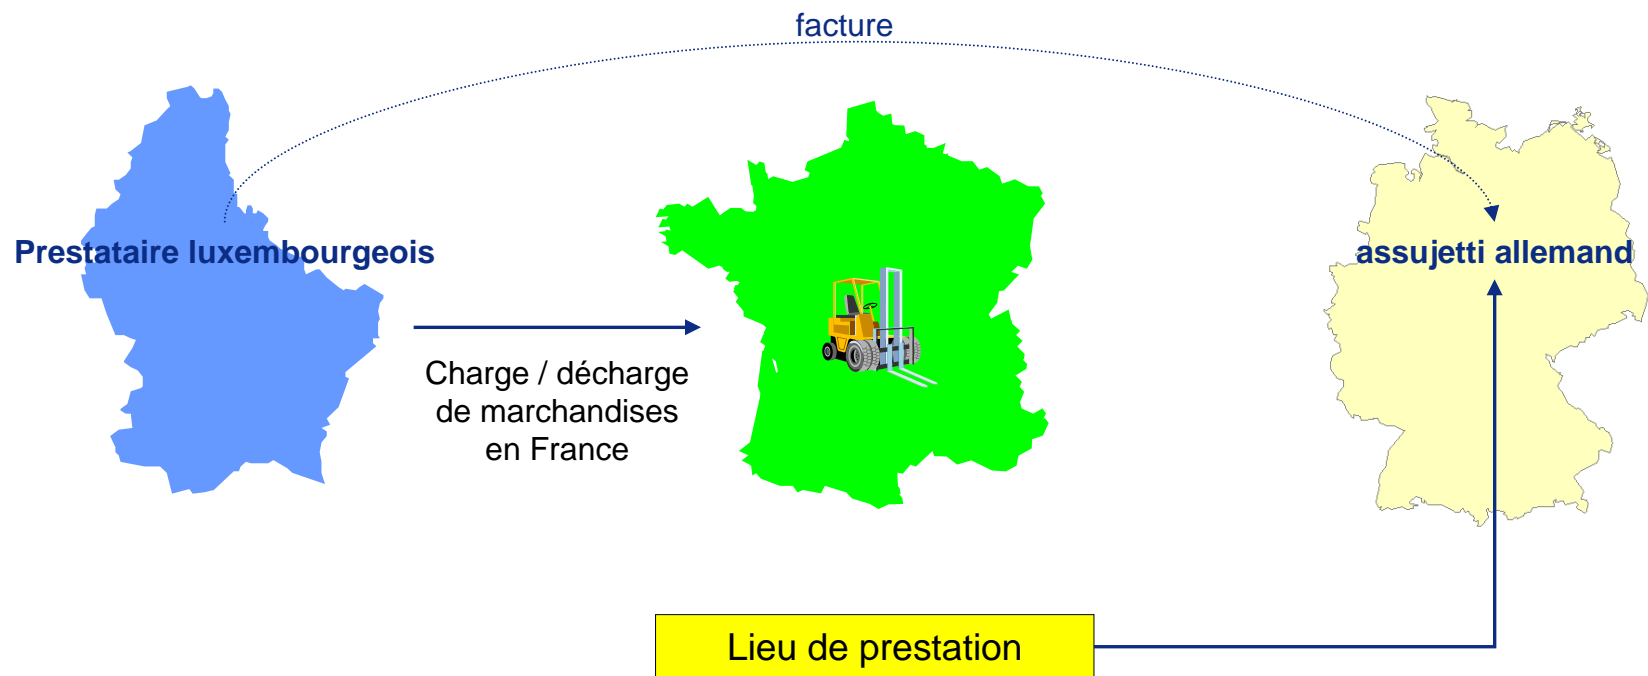 facture
Prestataire luxembourgeois
assujetti allemand
Charge / décharge
de marchandises
en France
Lieu de prestation